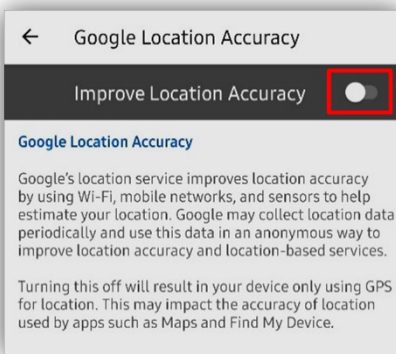 Google Location Accuracy
Improve Location Accuracy
Google Location Accuracy
Google's location service improves location accuracy
by using Wi-Fi, mobile networks, and sensors to help
estimate your location. Google may collect location data
periodically and use this data in an anonymous way to
improve location accuracy and location-based services.
Turning this off will result in your device only using GPS
for location. This may impact the accuracy of location
used by apps such as Maps and Find My Device.